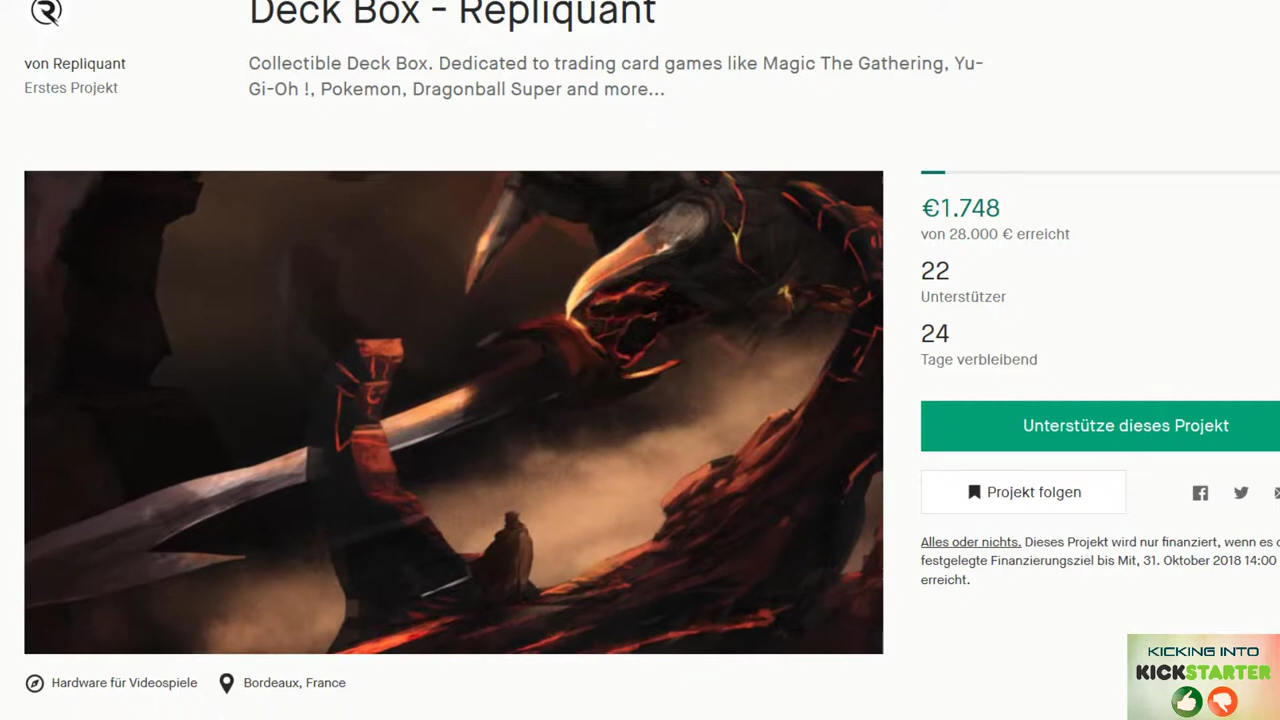 Deck Box - Repliquant
von Repliquant
Erstes Projekt
Collectible Deck Box. Dedicated to trading card games like Magic The Gathering, Yu-
Gi-Oh !, Pokemon, Dragonball Super and more...
€1.748
von 28.000 € erreicht
22
Unterstützer
24
Tage verbleibend
Unterstütze dieses Projekt
Projekt folgen
Alles oder nichts. Dieses Projekt wird nur finanziert, wenn es
festgelegte Finanzierungsziel bis Mit, 31. Oktober 2018 14:00
erreicht.
Hardware für Videospiele
Bordeaux, France
KICKING INTO
KICKSTARTER